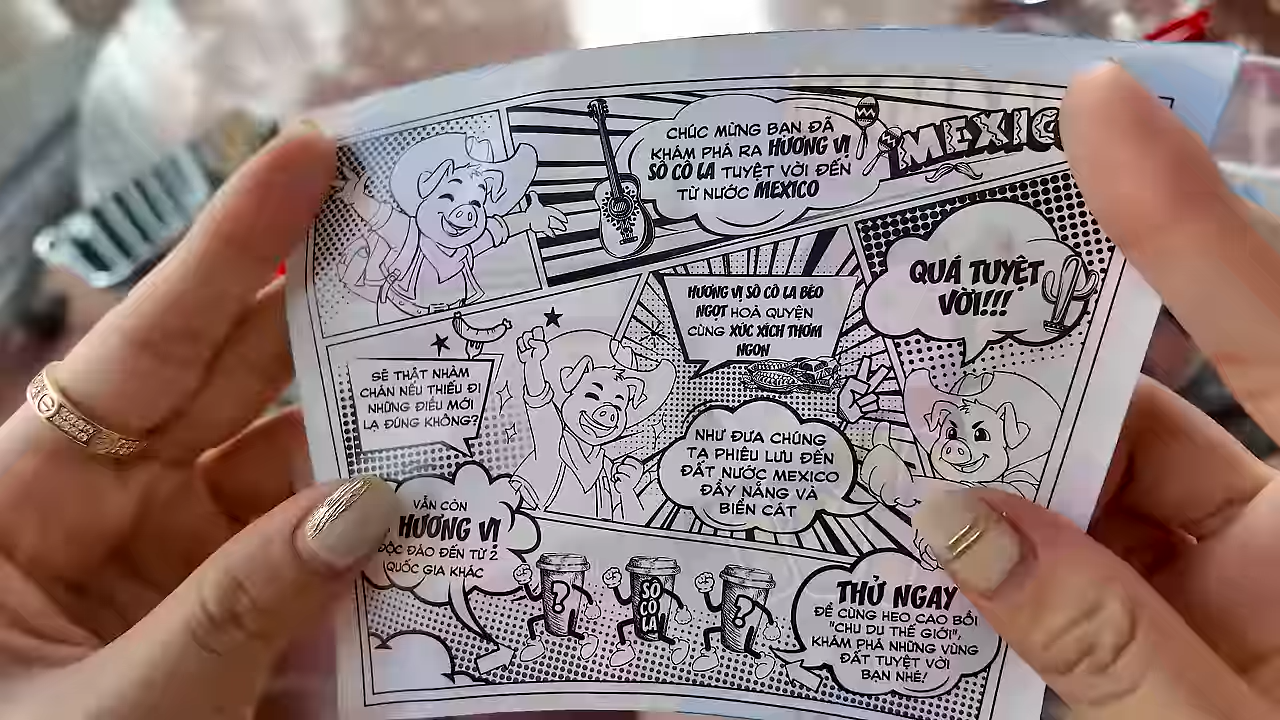 CHÚC MỪNG BẠN ĐÃ
KHÁM PHÁ RA HƯƠNG VỊ
SÔ CÔ LA TUYỆT VỜI ĐẾN
TỪ NƯỚC MEXICO
MEXIC
SẼ THẬT NHÀM
CHÁN NẾU THIẾU ĐI
NHỮNG ĐIỀU MỚI
LẠ ĐÚNG KHÔNG?
HƯƠNG VỊ SÔ CÔ LA BÉO
NGỌT HOÀ QUYỆN
CÙNG XÚC XÍCH THƠM
NGON
NHƯ ĐƯA CHÚNG
TA PHIÊU LƯU ĐẾN
ĐẤT NƯỚC MEXICO
ĐẦY NẮNG VÀ
BIỂN CÁT
QUÁ TUYỆT
VỜI!!!
VẪN CÒN
HƯƠNG VỊ
ĐỘC ĐÁO ĐẾN TỪ 2
QUỐC GIA KHÁC
?
SÔ
CÔ
LA
?
THỬ NGAY
ĐỂ CÙNG HEO CAO BỒI
"CHU DU THẾ GIỚI",
KHÁM PHÁ NHỮNG VÙNG
ĐẤT TUYỆT VỜI
BẠN NHÉ!